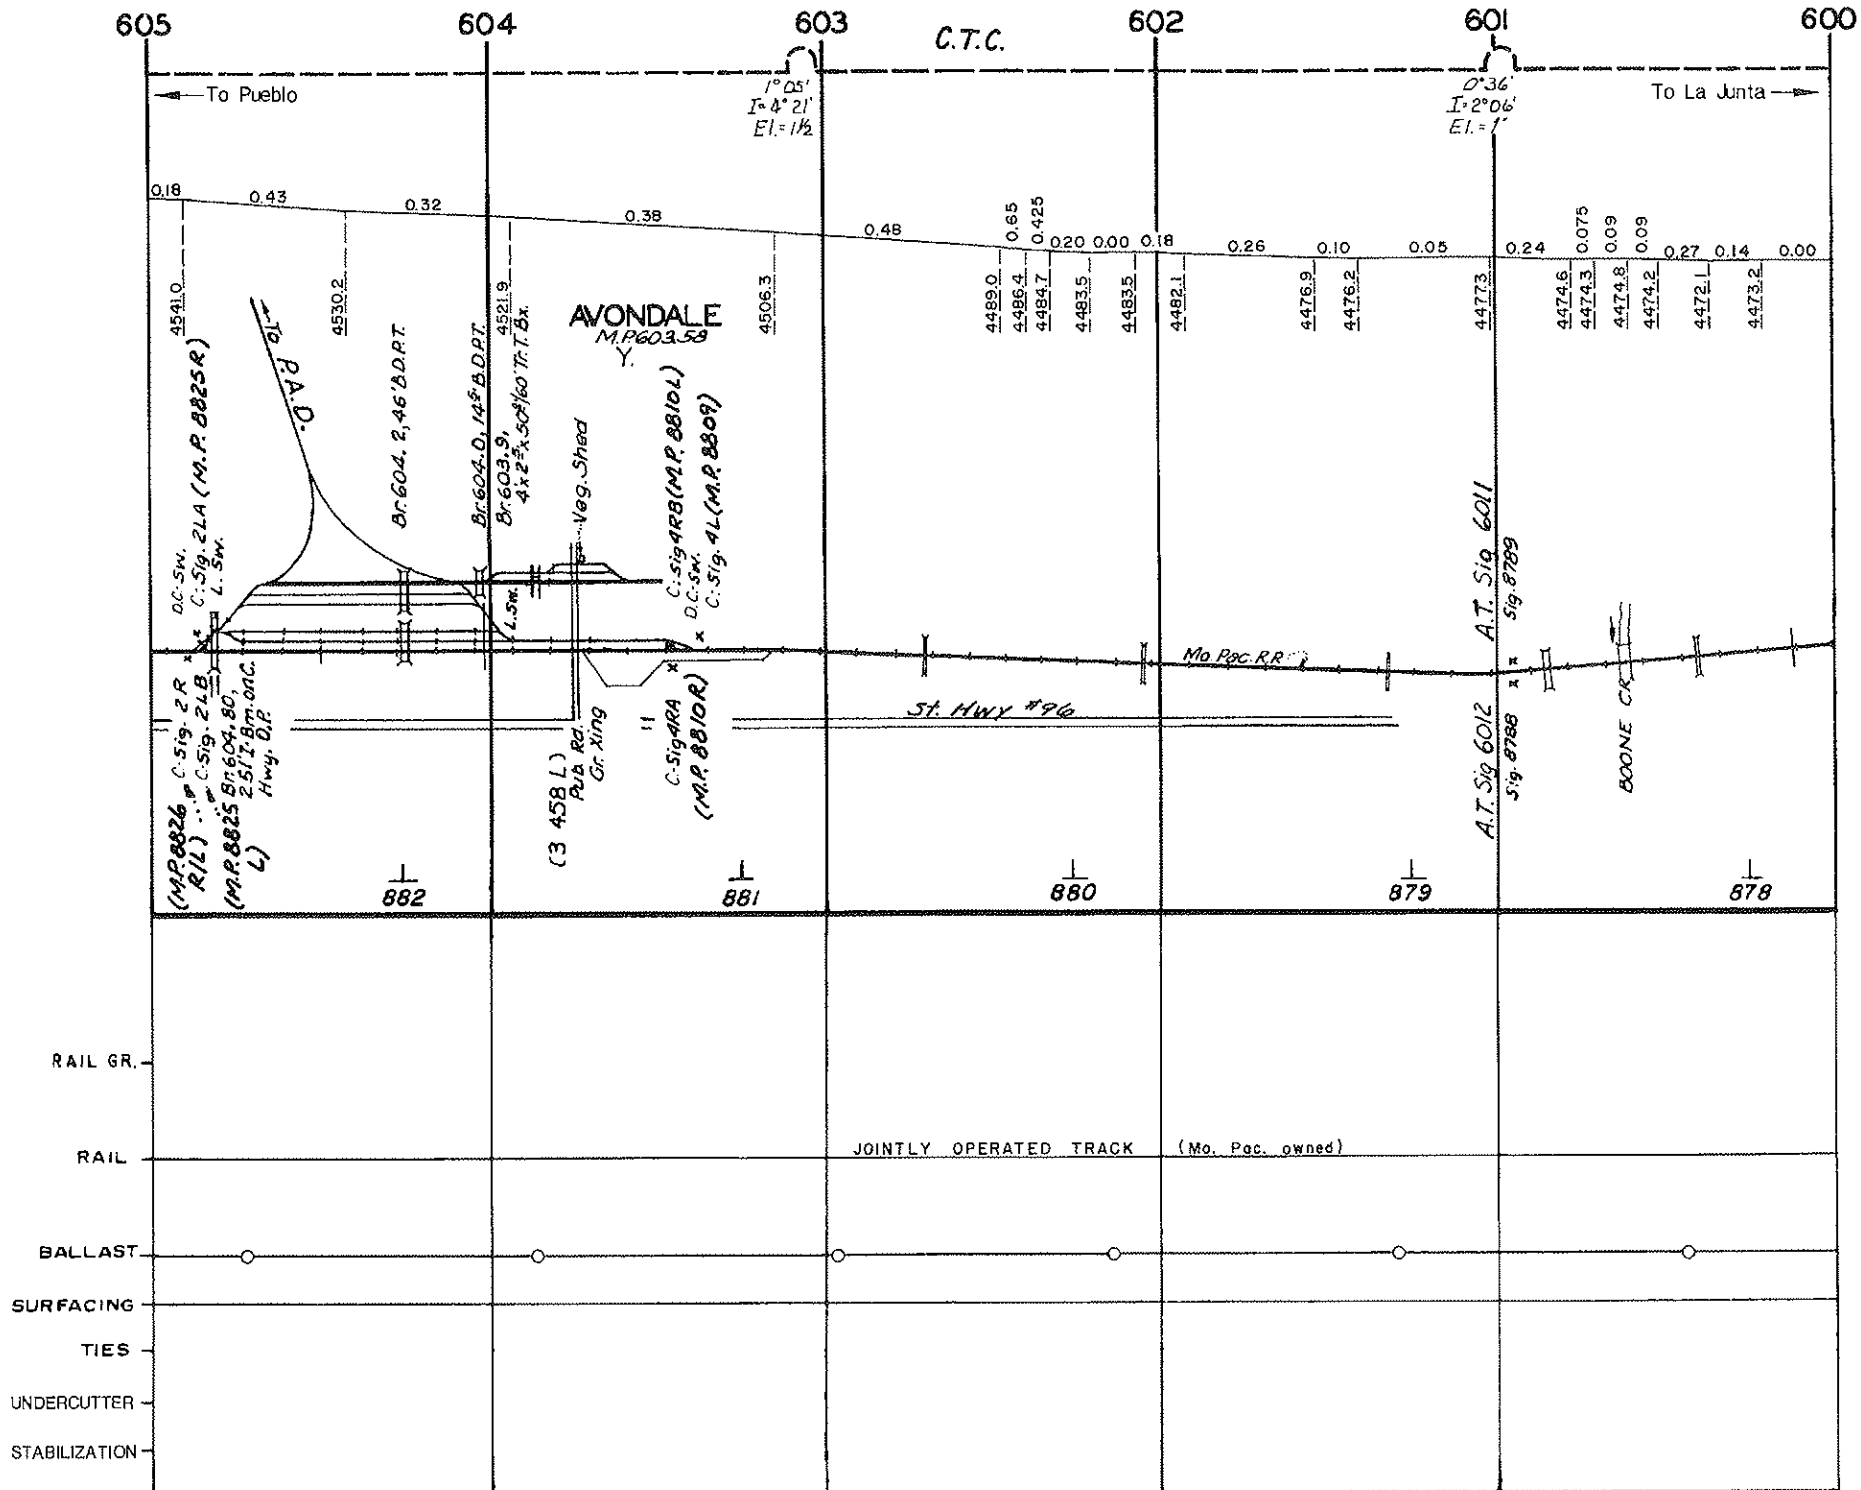 605 604 603 602 601 600
C.T.C.
To Pueblo
To La Junta
1° 05'
I= 4° 21'
El.= 1½
0°36'
I= 2°06'
El.= 1"
0.18 0.43 0.32 0.38 0.48 0.65 0.425 0.20 0.00 0.18 0.26 0.10 0.05 0.24 0.075 0.09 0.09 0.27 0.14 0.00
4541.0 4530.2 4521.9 4506.3 4489.0 4486.4 4484.7 4483.5 4483.5 4482.1 4476.9 4476.2 4477.3 4474.6 4474.3 4474.8 4474.2 4472.1 4473.2
AVONDALE
M.P.603.58
Y.
To P.A.D.
D.C.-Sw.
C.-Sig. 2LA (M.P. 8825R)
L. Sw.
Br. 604.2, 46' B.D.P.T.
Br. 604.0, 14⁵' B.D.P.T.
Br. 603.9,
L. Sw.
Veg. Shed
C.-Sig 4RB (M.P. 8810L)
D.C.-Sw.
C.-Sig. 4L (M.P. 8809)
Mo. Pac. R.R.
A.T. Sig 6011
Sig. 8789
St. HWY #96
(M.P. 8826 C-Sig. 2R
R/L) C-Sig. 2LB
(M.P. 8825 Br. 604.80,
L) 2 51' I-Bm. on C.
Hwy. O.P.
(3 458 L)
Pub. Rd.
Gr. Xing
C-Sig 4RA
(M.P. 8810R)
A.T. Sig 6012
Sig. 8788
BOONE CR.
882 881 880 879 878
RAIL GR.
RAIL
JOINTLY OPERATED TRACK (Mo. Pac. owned)
BALLAST
SURFACING
TIES
UNDERCUTTER
STABILIZATION